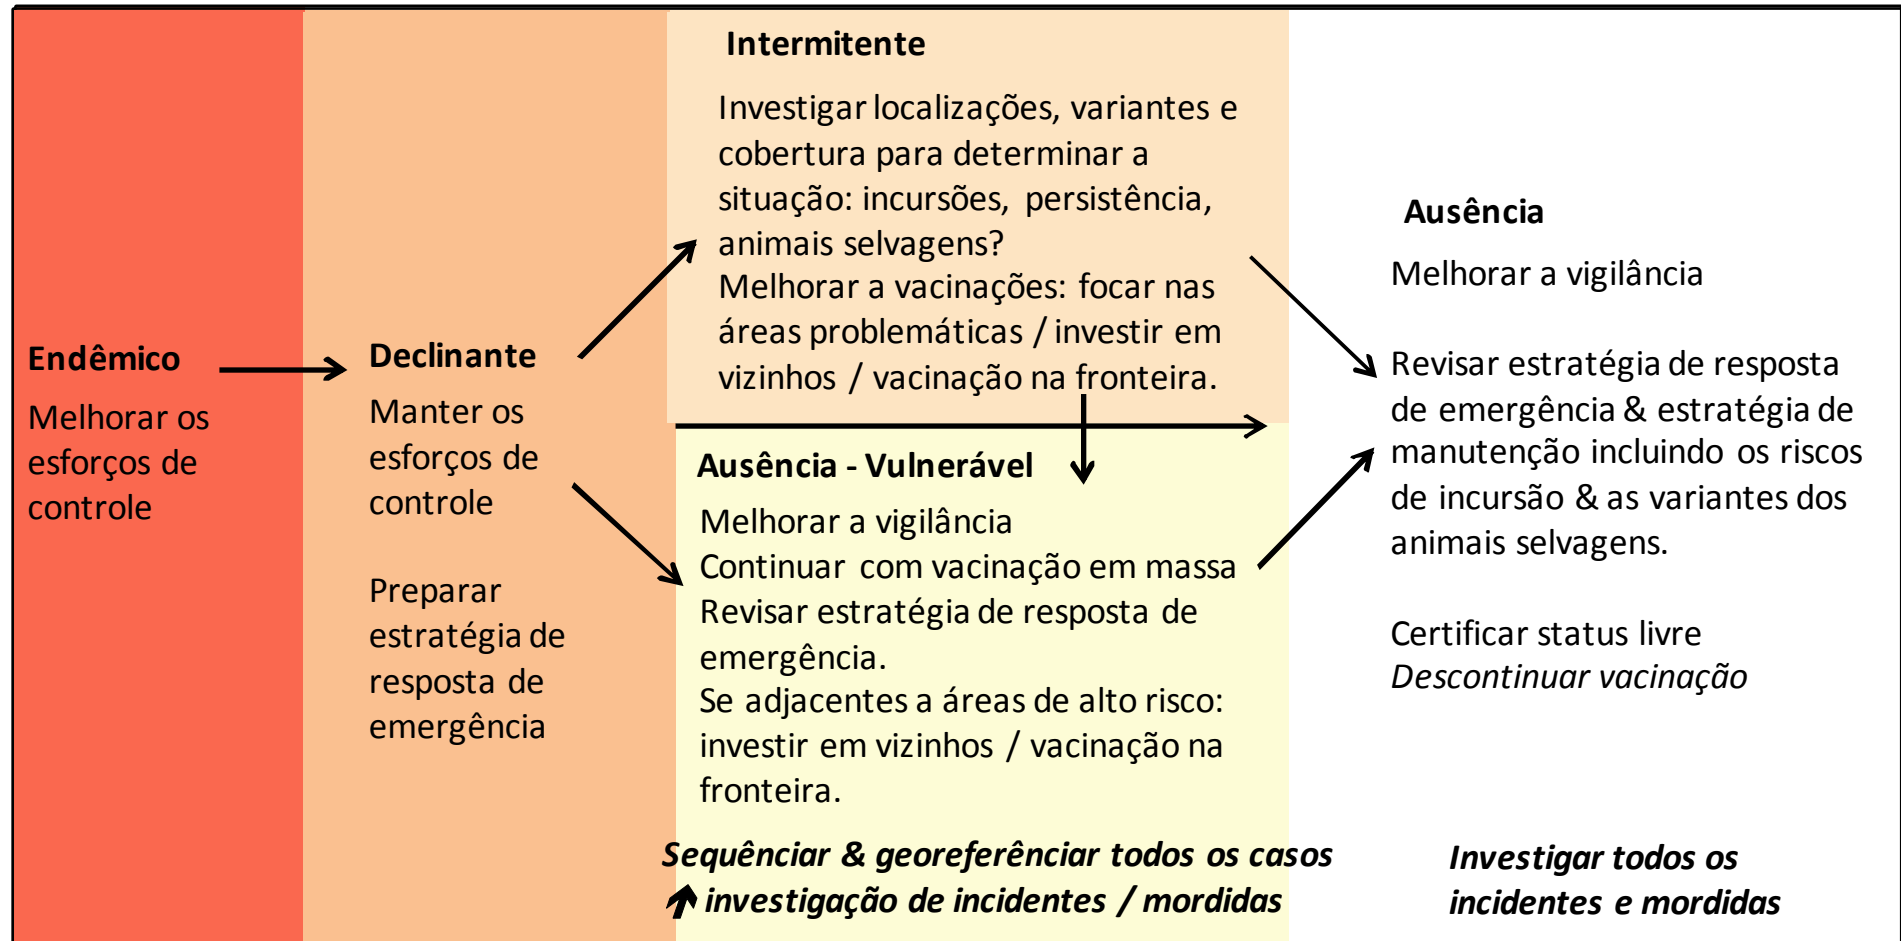 Endêmico
Melhorar os
esforços de
controle
Declinante
Manter os
esforços de
controle
Preparar
estratégia de
resposta de
emergência
Intermitente
Investigar localizações, variantes e
cobertura para determinar a
situação: incursões, persistência,
animais selvagens?
Melhorar a vacinações: focar nas
áreas problemáticas / investir em
vizinhos / vacinação na fronteira.
Ausência - Vulnerável
Melhorar a vigilância
Continuar com vacinação em massa
Revisar estratégia de resposta de
emergência.
Se adjacentes a áreas de alto risco:
investir em vizinhos / vacinação na
fronteira.
Sequênciar & georeferênciar todos os casos
investigação de incidentes / mordidas
Ausência
Melhorar a vigilância
Revisar estratégia de resposta
de emergência & estratégia de
manutenção incluindo os riscos
de incursão & as variantes dos
animais selvagens.
Certificar status livre
Descontinuar vacinação
Investigar todos os
incidentes e mordidas